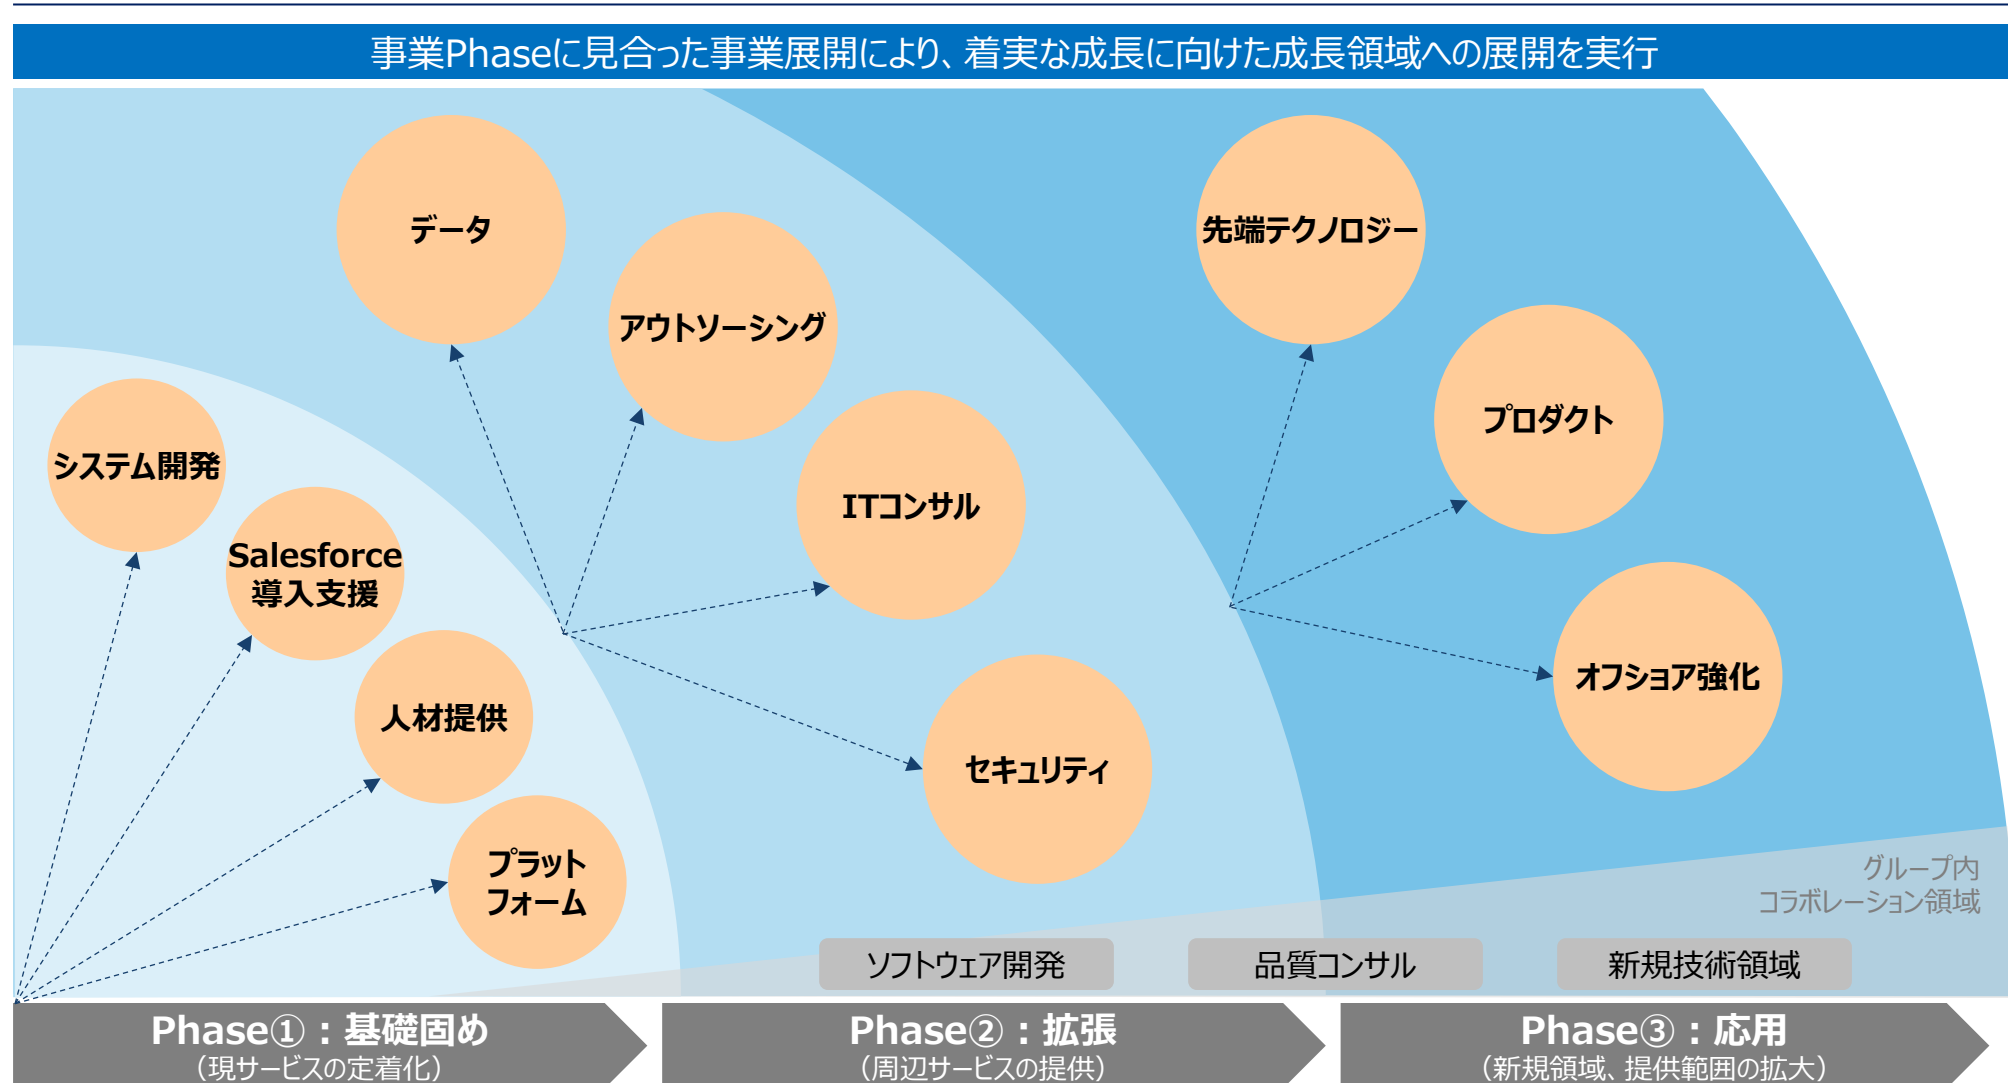 事業Phaseに見合った事業展開により、着実な成長に向けた成長領域への展開を実行
データ
アウトソーシング
ITコンサル
セキュリティ
先端テクノロジー
プロダクト
オフショア強化
システム開発
Salesforce
導入支援
人材提供
プラット
フォーム
グループ内
コラボレーション領域
ソフトウェア開発
品質コンサル
新規技術領域
Phase①：基礎固め
（現サービスの定着化）
Phase②：拡張
（周辺サービスの提供）
Phase③：応用
（新規領域、提供範囲の拡大）